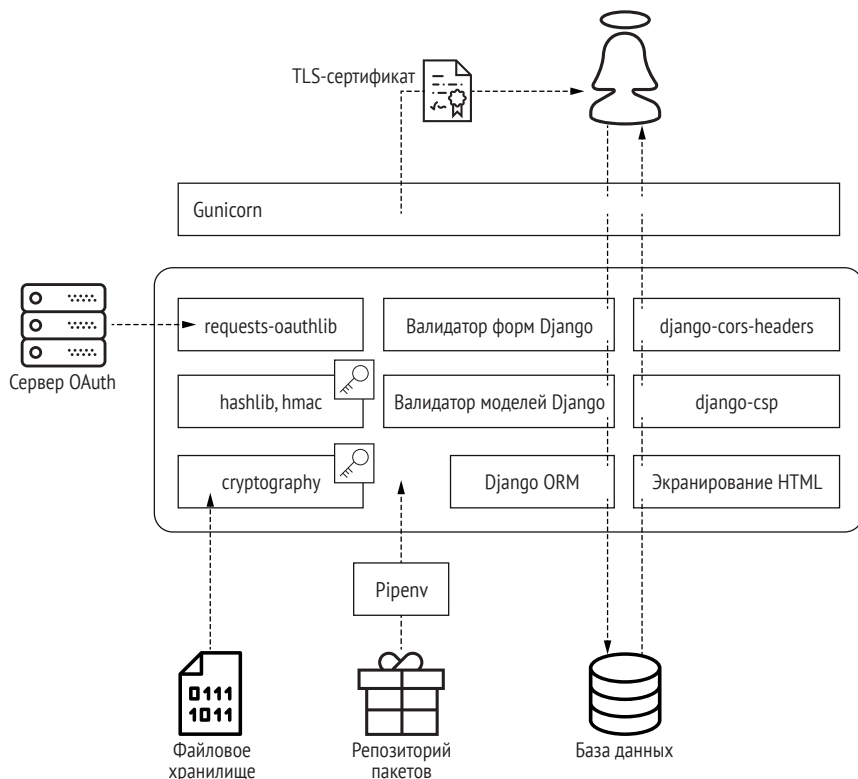 TLS-сертификат
Gunicorn
requests-oauthlib
Валидатор форм Django
django-cors-headers
Сервер OAuth
hashlib, hmac
Валидатор моделей Django
django-csp
cryptography
Django ORM
Экранирование HTML
Pipenv
0111
1011
Файловое
хранилище
Репозиторий
пакетов
База данных